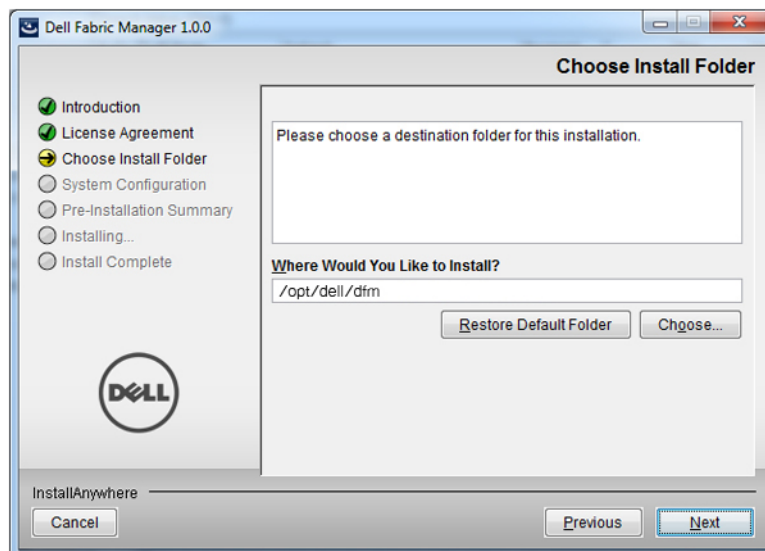 Dell Fabric Manager 1.0.0
Choose Install Folder
Introduction
License Agreement
Choose Install Folder
System Configuration
Pre-Installation Summary
Installing...
Install Complete
Please choose a destination folder for this installation.
Where Would You Like to Install?
/opt/dell/dfm
Restore Default Folder
Choose...
DELL
InstallAnywhere
Cancel
Previous
Next